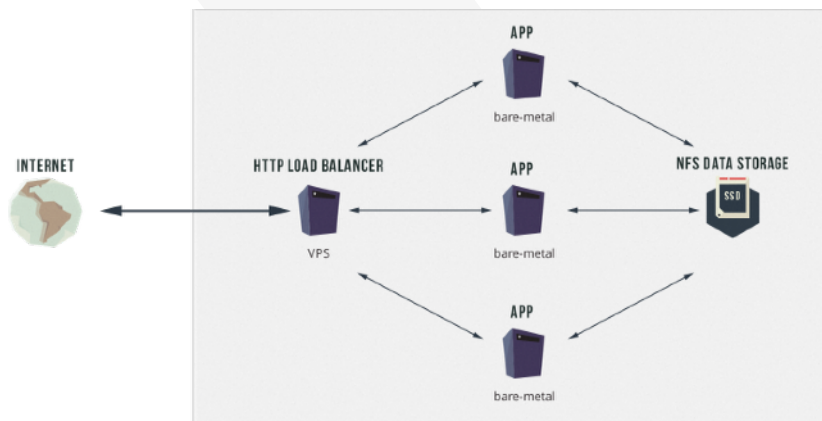 APP
bare-metal
INTERNET
HTTP LOAD BALANCER
VPS
APP
bare-metal
NFS DATA STORAGE
SSD
APP
bare-metal